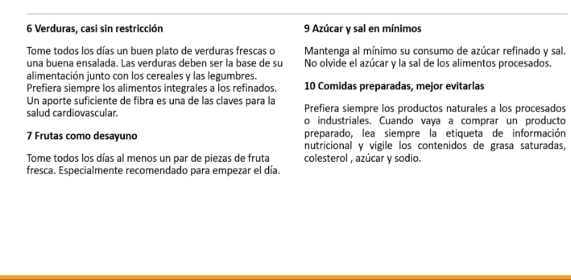 6 Verduras, casi sin restricción
Tome todos los días un buen plato de verduras frescas o
una buena ensalada. Las verduras deben ser la base de su
alimentación junto con los cereales y las legumbres.
Prefiera siempre los alimentos integrales a los refinados.
Un aporte suficiente de fibra es una de las claves para la
salud cardiovascular.
7 Frutas como desayuno
Tome todos los días al menos un par de piezas de fruta
fresca. Especialmente recomendado para empezar el día.
9 Azúcar y sal en mínimos
Mantenga al mínimo su consumo de azúcar refinado y sal.
No olvide el azúcar y la sal de los alimentos procesados.
10 Comidas preparadas, mejor evitarlas
Prefiera siempre los productos naturales a los procesados
o industriales. Cuando vaya a comprar un producto
preparado, lea siempre la etiqueta de información
nutricional y vigile los contenidos de grasa saturadas,
colesterol , azúcar y sodio.